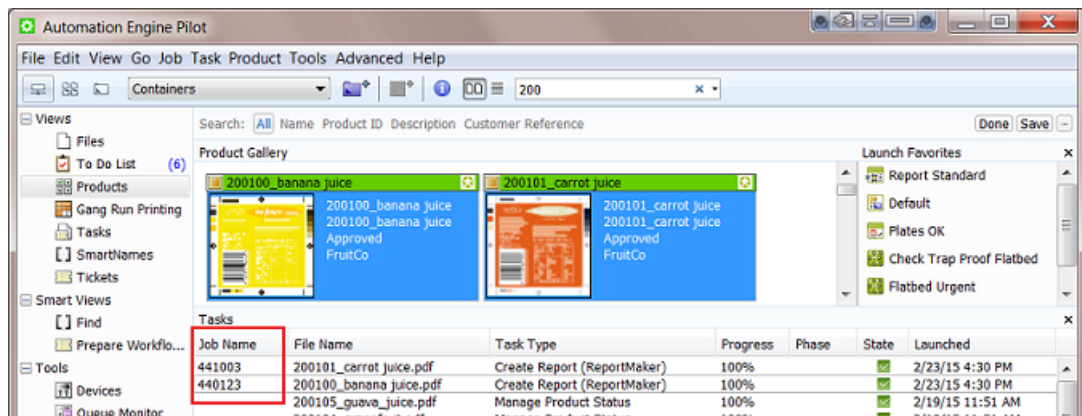 Automation Engine Pilot
File Edit View Go Job Task Product Tools Advanced Help
Containers 200
Views
Files
To Do List (6)
Products
Gang Run Printing
Tasks
SmartNames
Tickets
Smart Views
Find
Prepare Workflo...
Tools
Devices
Queue Monitor
Search: All Name Product ID Description Customer Reference Done Save
Product Gallery
200100_banana juice
200100_banana juice
200100_banana juice
Approved
FruitCo
200101_carrot juice
200101_carrot juice
200101_carrot juice
Approved
FruitCo
Launch Favorites
Report Standard
Default
Plates OK
Check Trap Proof Flatbed
Flatbed Urgent
Tasks
Job Name File Name Task Type Progress Phase State Launched
441003 200101_carrot juice.pdf Create Report (ReportMaker) 100% 2/23/15 4:30 PM
440123 200100_banana juice.pdf Create Report (ReportMaker) 100% 2/23/15 4:30 PM
200105_guava_juice.pdf Manage Product Status 100% 2/19/15 11:51 AM